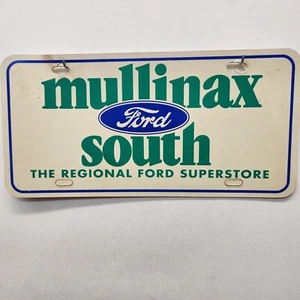 mullinax
Ford
south
THE REGIONAL FORD SUPERSTORE